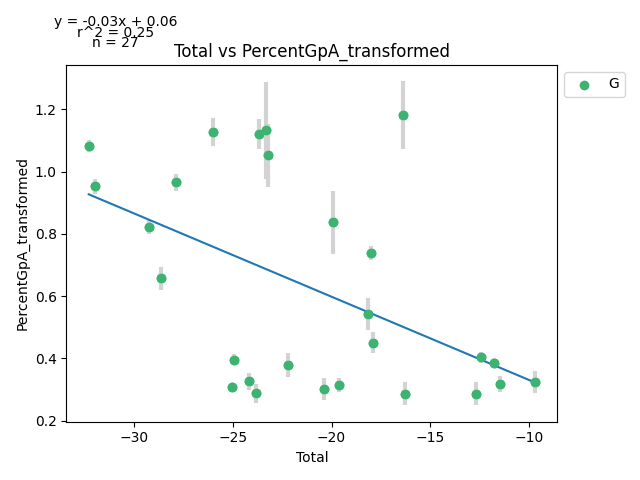 y = -0.03x + 0.06
r^2 = 0.25
n = 27
Total vs PercentGpA_transformed
G
PercentGpA_transformed
1.2
1.0
0.8
0.6
0.4
0.2
−30 −25 −20 −15 −10
Total